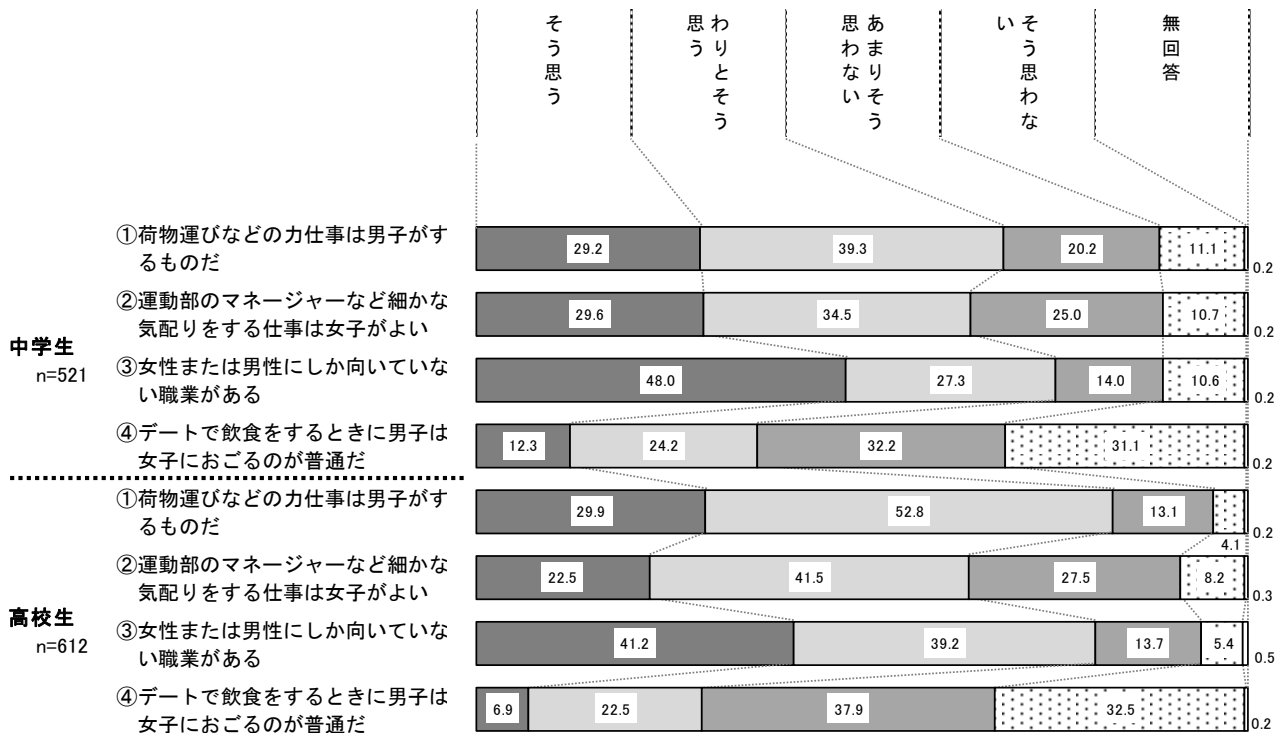 そう思う
わりとそう
思う
あまりそう
思わない
そう思わな
い
無回答
中学生
n=521
①荷物運びなどの力仕事は男子がす
るものだ
29.2 39.3 20.2 11.1 0.2
②運動部のマネージャーなど細かな
気配りをする仕事は女子がよい
29.6 34.5 25.0 10.7 0.2
③女性または男性にしか向いていな
い職業がある
48.0 27.3 14.0 10.6 0.2
④デートで飲食をするときに男子は
女子におごるのが普通だ
12.3 24.2 32.2 31.1 0.2
高校生
n=612
①荷物運びなどの力仕事は男子がす
るものだ
29.9 52.8 13.1 4.1 0.2
②運動部のマネージャーなど細かな
気配りをする仕事は女子がよい
22.5 41.5 27.5 8.2 0.3
③女性または男性にしか向いていな
い職業がある
41.2 39.2 13.7 5.4 0.5
④デートで飲食をするときに男子は
女子におごるのが普通だ
6.9 22.5 37.9 32.5 0.2